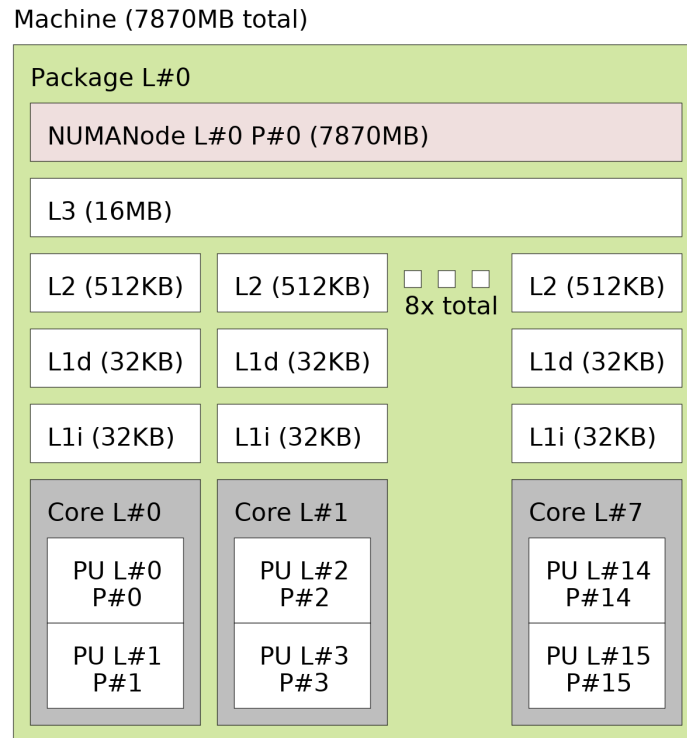 Machine (7870MB total)
Package L#0
NUMANode L#0 P#0 (7870MB)
L3 (16MB)
L2 (512KB) L2 (512KB) L2 (512KB)
8x total
L1d (32KB) L1d (32KB) L1d (32KB)
L1i (32KB) L1i (32KB) L1i (32KB)
Core L#0 Core L#1 Core L#7
PU L#0 PU L#2 PU L#14
P#0 P#2 P#14
PU L#1 PU L#3 PU L#15
P#1 P#3 P#15